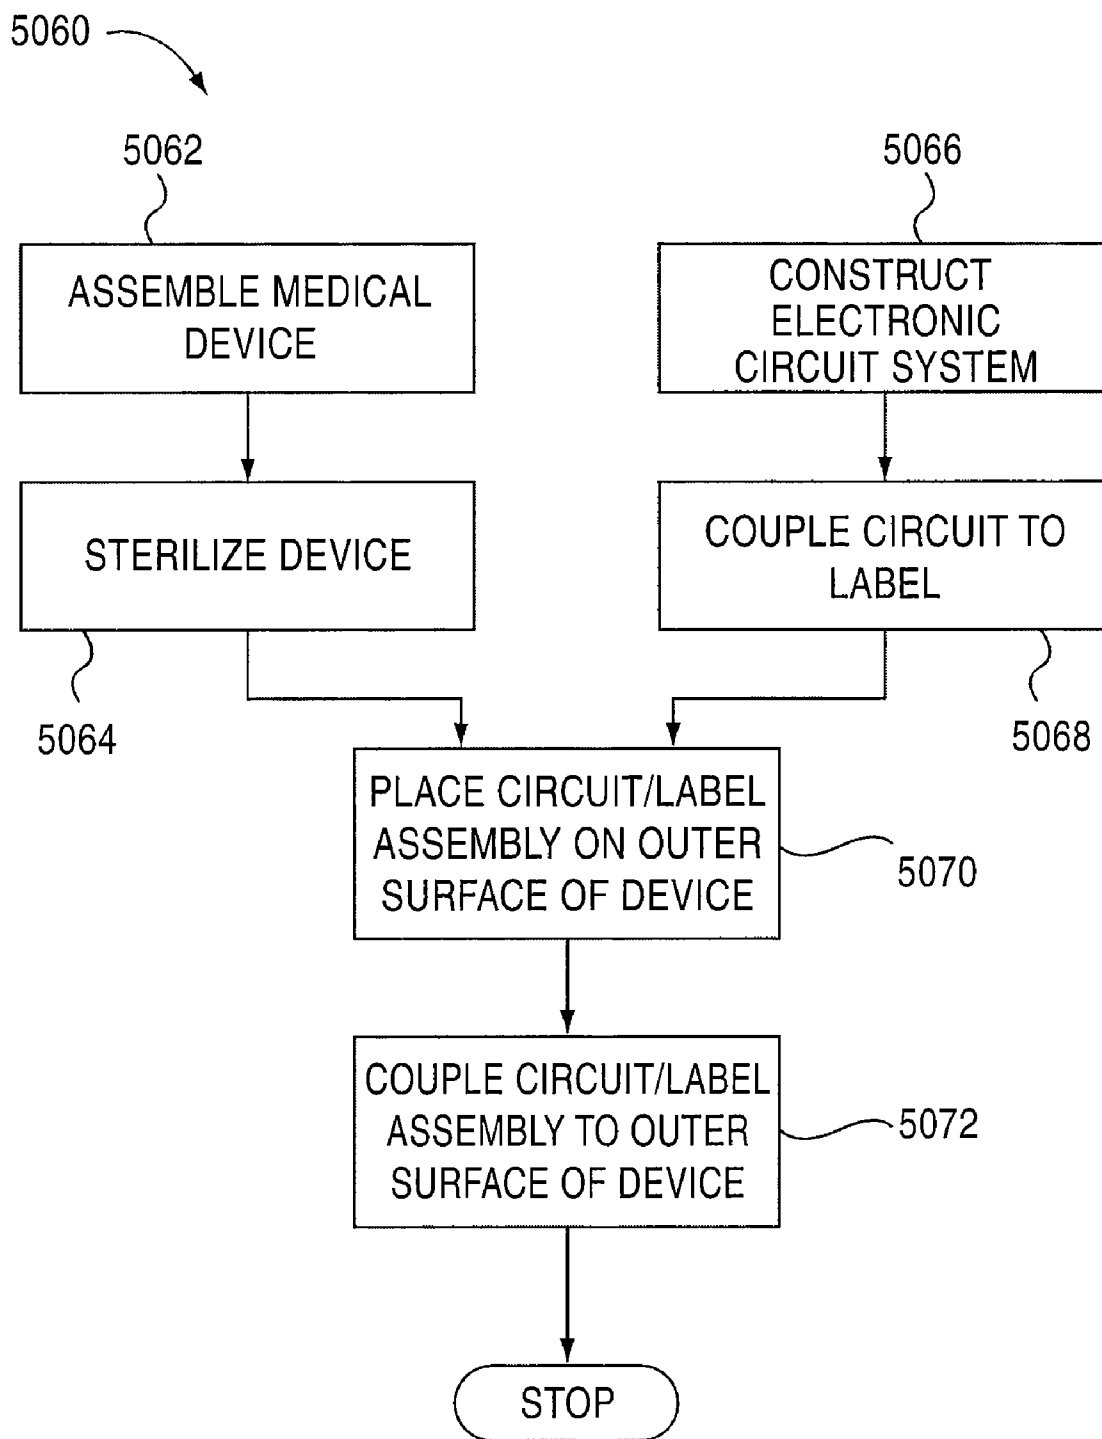 5060
5062
5066
ASSEMBLE MEDICAL
DEVICE
CONSTRUCT
ELECTRONIC
CIRCUIT SYSTEM
STERILIZE DEVICE
COUPLE CIRCUIT TO
LABEL
5064
5068
PLACE CIRCUIT/LABEL
ASSEMBLY ON OUTER
SURFACE OF DEVICE
5070
COUPLE CIRCUIT/LABEL
ASSEMBLY TO OUTER
SURFACE OF DEVICE
5072
STOP